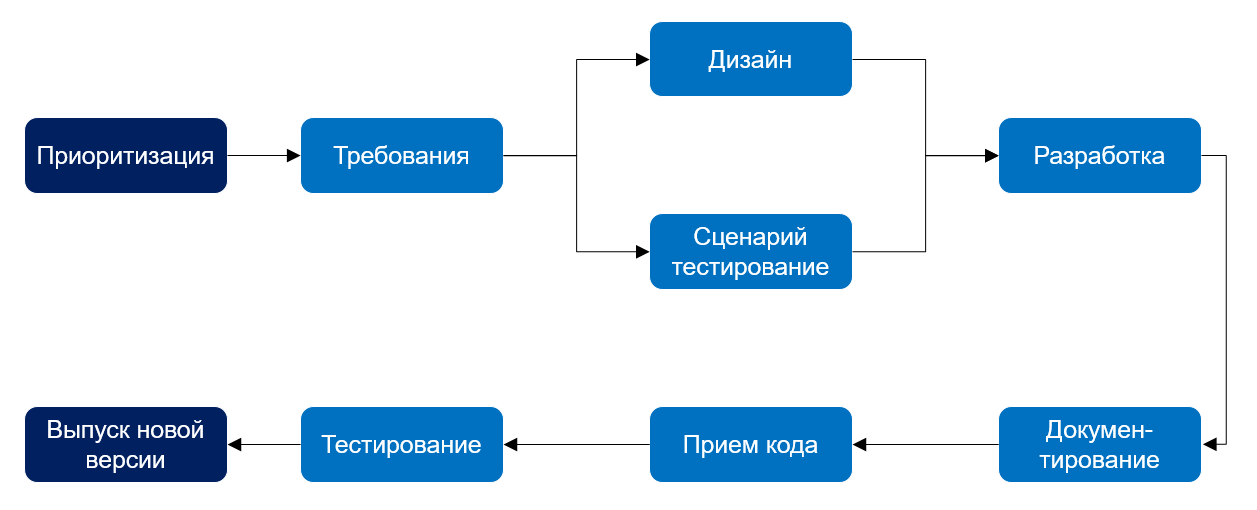 Дизайн
Приоритизация
Требования
Разработка
Сценарий
тестирование
Выпуск новой
версии
Тестирование
Прием кода
Докумен-
тирование